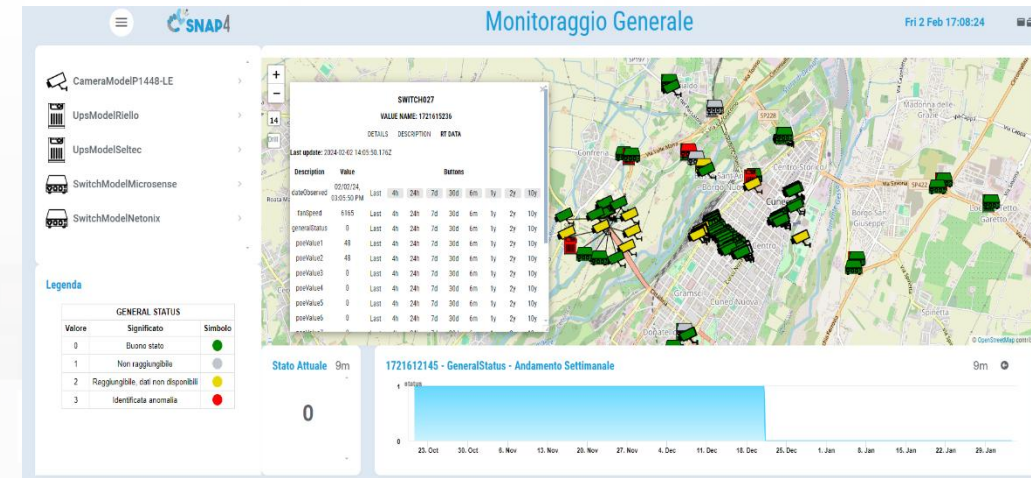 SNAP4
Monitoraggio Generale
Fri 2 Feb 17:08:24
CameraModelP1448-LE
UpsModelRiello
UpsModelSeltec
SwitchModelMicrosense
SwitchModelNetonix
Legenda
GENERAL STATUS
Valore Significato Simbolo
0 Buono stato
1 Non raggiungibile
2 Raggiungibile, dati non disponibili
3 Identificata anomalia
+
−
14
SWITCH027
VALUE NAME: 1721615236
DETAILS DESCRIPTION RT DATA
Last update: 2024-02-02 14:05:50.176Z
Description Value Buttons
dateObserved 02/02/24, 03:05:50 PM Last 4h 24h 7d 30d 6m 1y 2y 10y
fanSpeed 6165 Last 4h 24h 7d 30d 6m 1y 2y 10y
generalStatus 0 Last 4h 24h 7d 30d 6m 1y 2y 10y
poeValue1 48 Last 4h 24h 7d 30d 6m 1y 2y 10y
poeValue2 48 Last 4h 24h 7d 30d 6m 1y 2y 10y
poeValue3 0 Last 4h 24h 7d 30d 6m 1y 2y 10y
poeValue4 0 Last 4h 24h 7d 30d 6m 1y 2y 10y
poeValue5 0 Last 4h 24h 7d 30d 6m 1y 2y 10y
poeValue6 0 Last 4h 24h 7d 30d 6m 1y 2y 10y
SP228
Madonna delle
Grazie
Confreria
Borgo
Cuneo
Centro Storico
Via Savona SP422
Borgo San
Giuseppe
Garetto
Centro
Gramsci
Cuneo Nuova
Donatello
Spinetta
© OpenStreetMap
Stato Attuale 9m
0
1721612145 - GeneralStatus - Andamento Settimanale 9m
status
1
0
23. Oct 30. Oct 6. Nov 13. Nov 20. Nov 27. Nov 4. Dec 11. Dec 18. Dec 25. Dec 1. Jan 8. Jan 15. Jan 22. Jan 29. Jan